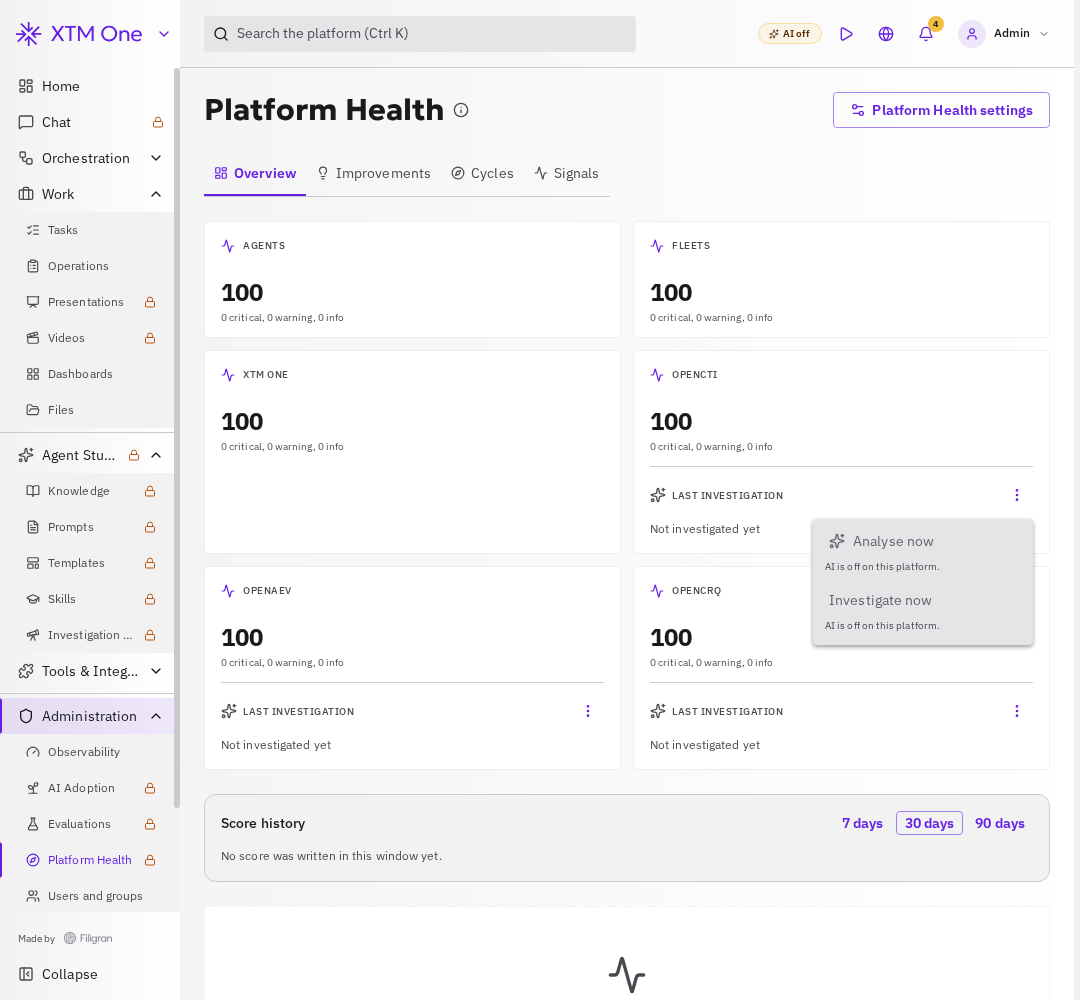 XTM One
Search the platform (Ctrl K)
AI off
4
Admin
Home
Chat
Orchestration
Work
Tasks
Operations
Presentations
Videos
Dashboards
Files
Agent Stu...
Knowledge
Prompts
Templates
Skills
Investigation ...
Tools & Integ...
Administration
Observability
AI Adoption
Evaluations
Platform Health
Users and groups
Made by Filigran
Collapse
Platform Health
Platform Health settings
Overview
Improvements
Cycles
Signals
AGENTS
100
0 critical, 0 warning, 0 info
FLEETS
100
0 critical, 0 warning, 0 info
XTM ONE
100
0 critical, 0 warning, 0 info
OPENCTI
100
0 critical, 0 warning, 0 info
LAST INVESTIGATION
Not investigated yet
Analyse now
AI is off on this platform.
Investigate now
AI is off on this platform.
OPENAEV
100
0 critical, 0 warning, 0 info
LAST INVESTIGATION
Not investigated yet
OPENCRQ
100
0 critical, 0 warning, 0 info
LAST INVESTIGATION
Not investigated yet
Score history
7 days
30 days
90 days
No score was written in this window yet.